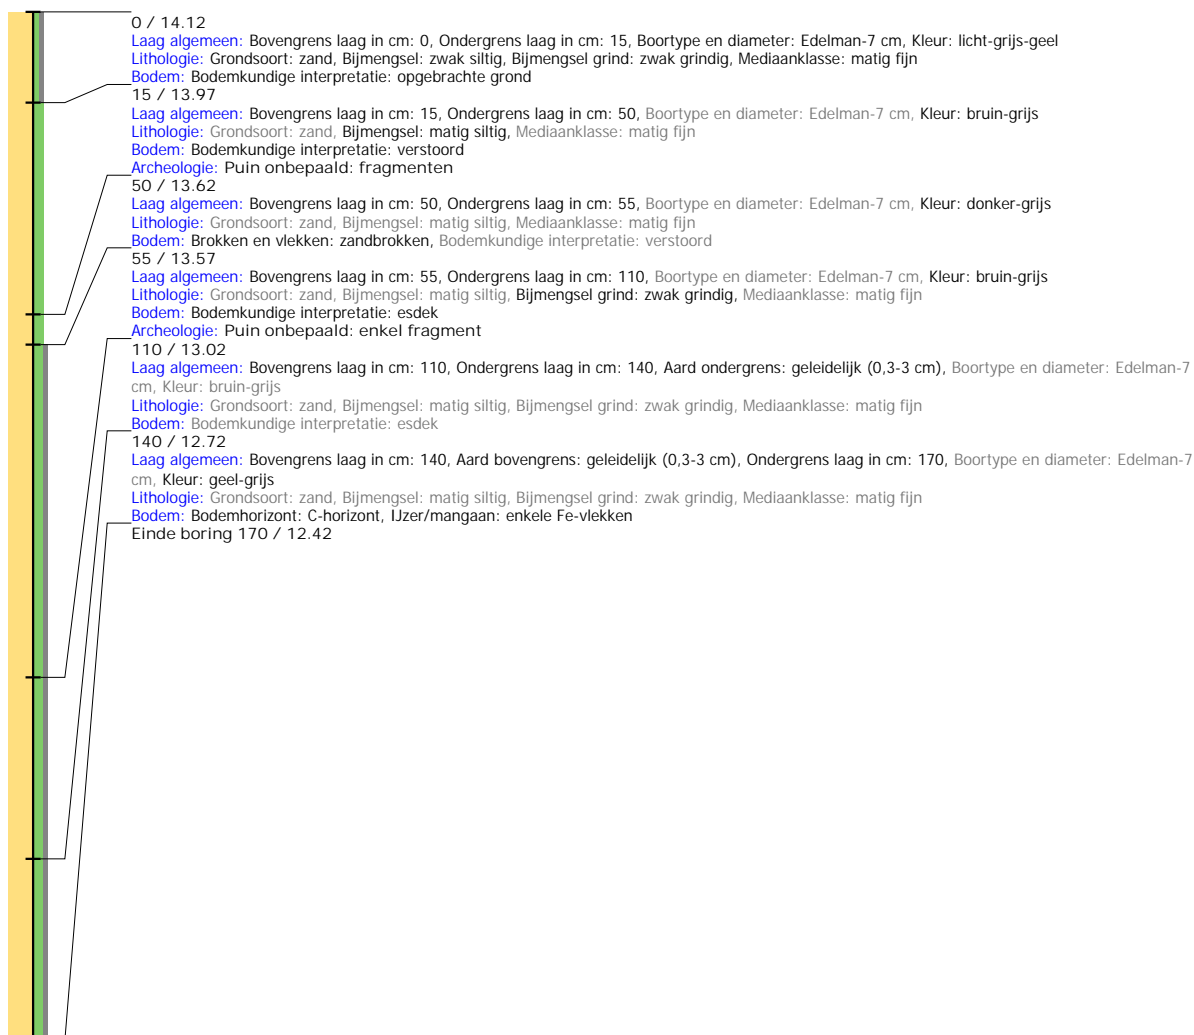 0 / 14.12
Laag algemeen: Bovengrens laag in cm: 0, Ondergrens laag in cm: 15, Boortype en diameter: Edelman-7 cm, Kleur: licht-grijs-geel
Lithologie: Grondsoort: zand, Bijmengsel: zwak siltig, Bijmengsel grind: zwak grindig, Mediaanklasse: matig fijn
Bodem: Bodemkundige interpretatie: opgebrachte grond
15 / 13.97
Laag algemeen: Bovengrens laag in cm: 15, Ondergrens laag in cm: 50, Boortype en diameter: Edelman-7 cm, Kleur: bruin-grijs
Lithologie: Grondsoort: zand, Bijmengsel: matig siltig, Mediaanklasse: matig fijn
Bodem: Bodemkundige interpretatie: verstoord
Archeologie: Puin onbepaald: fragmenten
50 / 13.62
Laag algemeen: Bovengrens laag in cm: 50, Ondergrens laag in cm: 55, Boortype en diameter: Edelman-7 cm, Kleur: donker-grijs
Lithologie: Grondsoort: zand, Bijmengsel: matig siltig, Mediaanklasse: matig fijn
Bodem: Brokken en vlekken: zandbrokken, Bodemkundige interpretatie: verstoord
55 / 13.57
Laag algemeen: Bovengrens laag in cm: 55, Ondergrens laag in cm: 110, Boortype en diameter: Edelman-7 cm, Kleur: bruin-grijs
Lithologie: Grondsoort: zand, Bijmengsel: matig siltig, Bijmengsel grind: zwak grindig, Mediaanklasse: matig fijn
Bodem: Bodemkundige interpretatie: esdek
Archeologie: Puin onbepaald: enkel fragment
110 / 13.02
Laag algemeen: Bovengrens laag in cm: 110, Ondergrens laag in cm: 140, Aard ondergrens: geleidelijk (0,3-3 cm), Boortype en diameter: Edelman-7
cm, Kleur: bruin-grijs
Lithologie: Grondsoort: zand, Bijmengsel: matig siltig, Bijmengsel grind: zwak grindig, Mediaanklasse: matig fijn
Bodem: Bodemkundige interpretatie: esdek
140 / 12.72
Laag algemeen: Bovengrens laag in cm: 140, Aard bovengrens: geleidelijk (0,3-3 cm), Ondergrens laag in cm: 170, Boortype en diameter: Edelman-7
cm, Kleur: geel-grijs
Lithologie: Grondsoort: zand, Bijmengsel: matig siltig, Bijmengsel grind: zwak grindig, Mediaanklasse: matig fijn
Bodem: Bodemhorizont: C-horizont, IJzer/mangaan: enkele Fe-vlekken
Einde boring 170 / 12.42